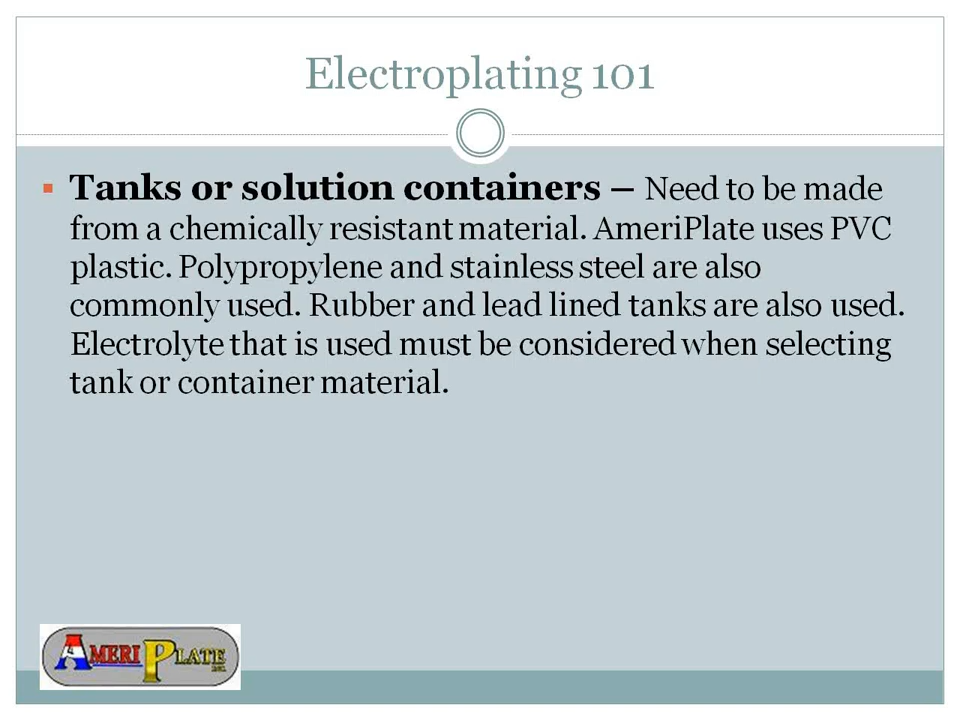 Electroplating 101
▪ Tanks or solution containers – Need to be made
from a chemically resistant material. AmeriPlate uses PVC
plastic. Polypropylene and stainless steel are also
commonly used. Rubber and lead lined tanks are also used.
Electrolyte that is used must be considered when selecting
tank or container material.
AMERI PLATE INC.